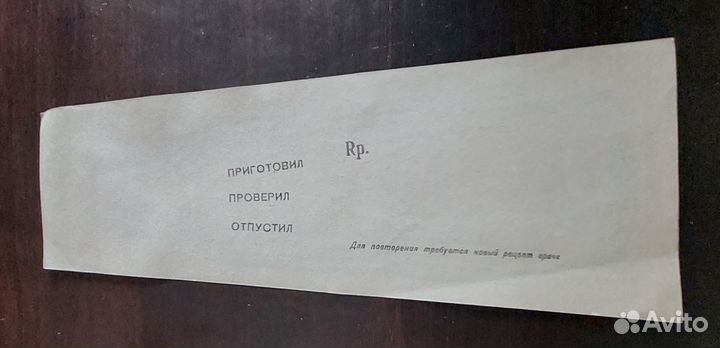 Rp.
ПРИГОТОВИЛ
ПРОВЕРИЛ
ОТПУСТИЛ
Для повторения требуется новый рецепт врача
Avito